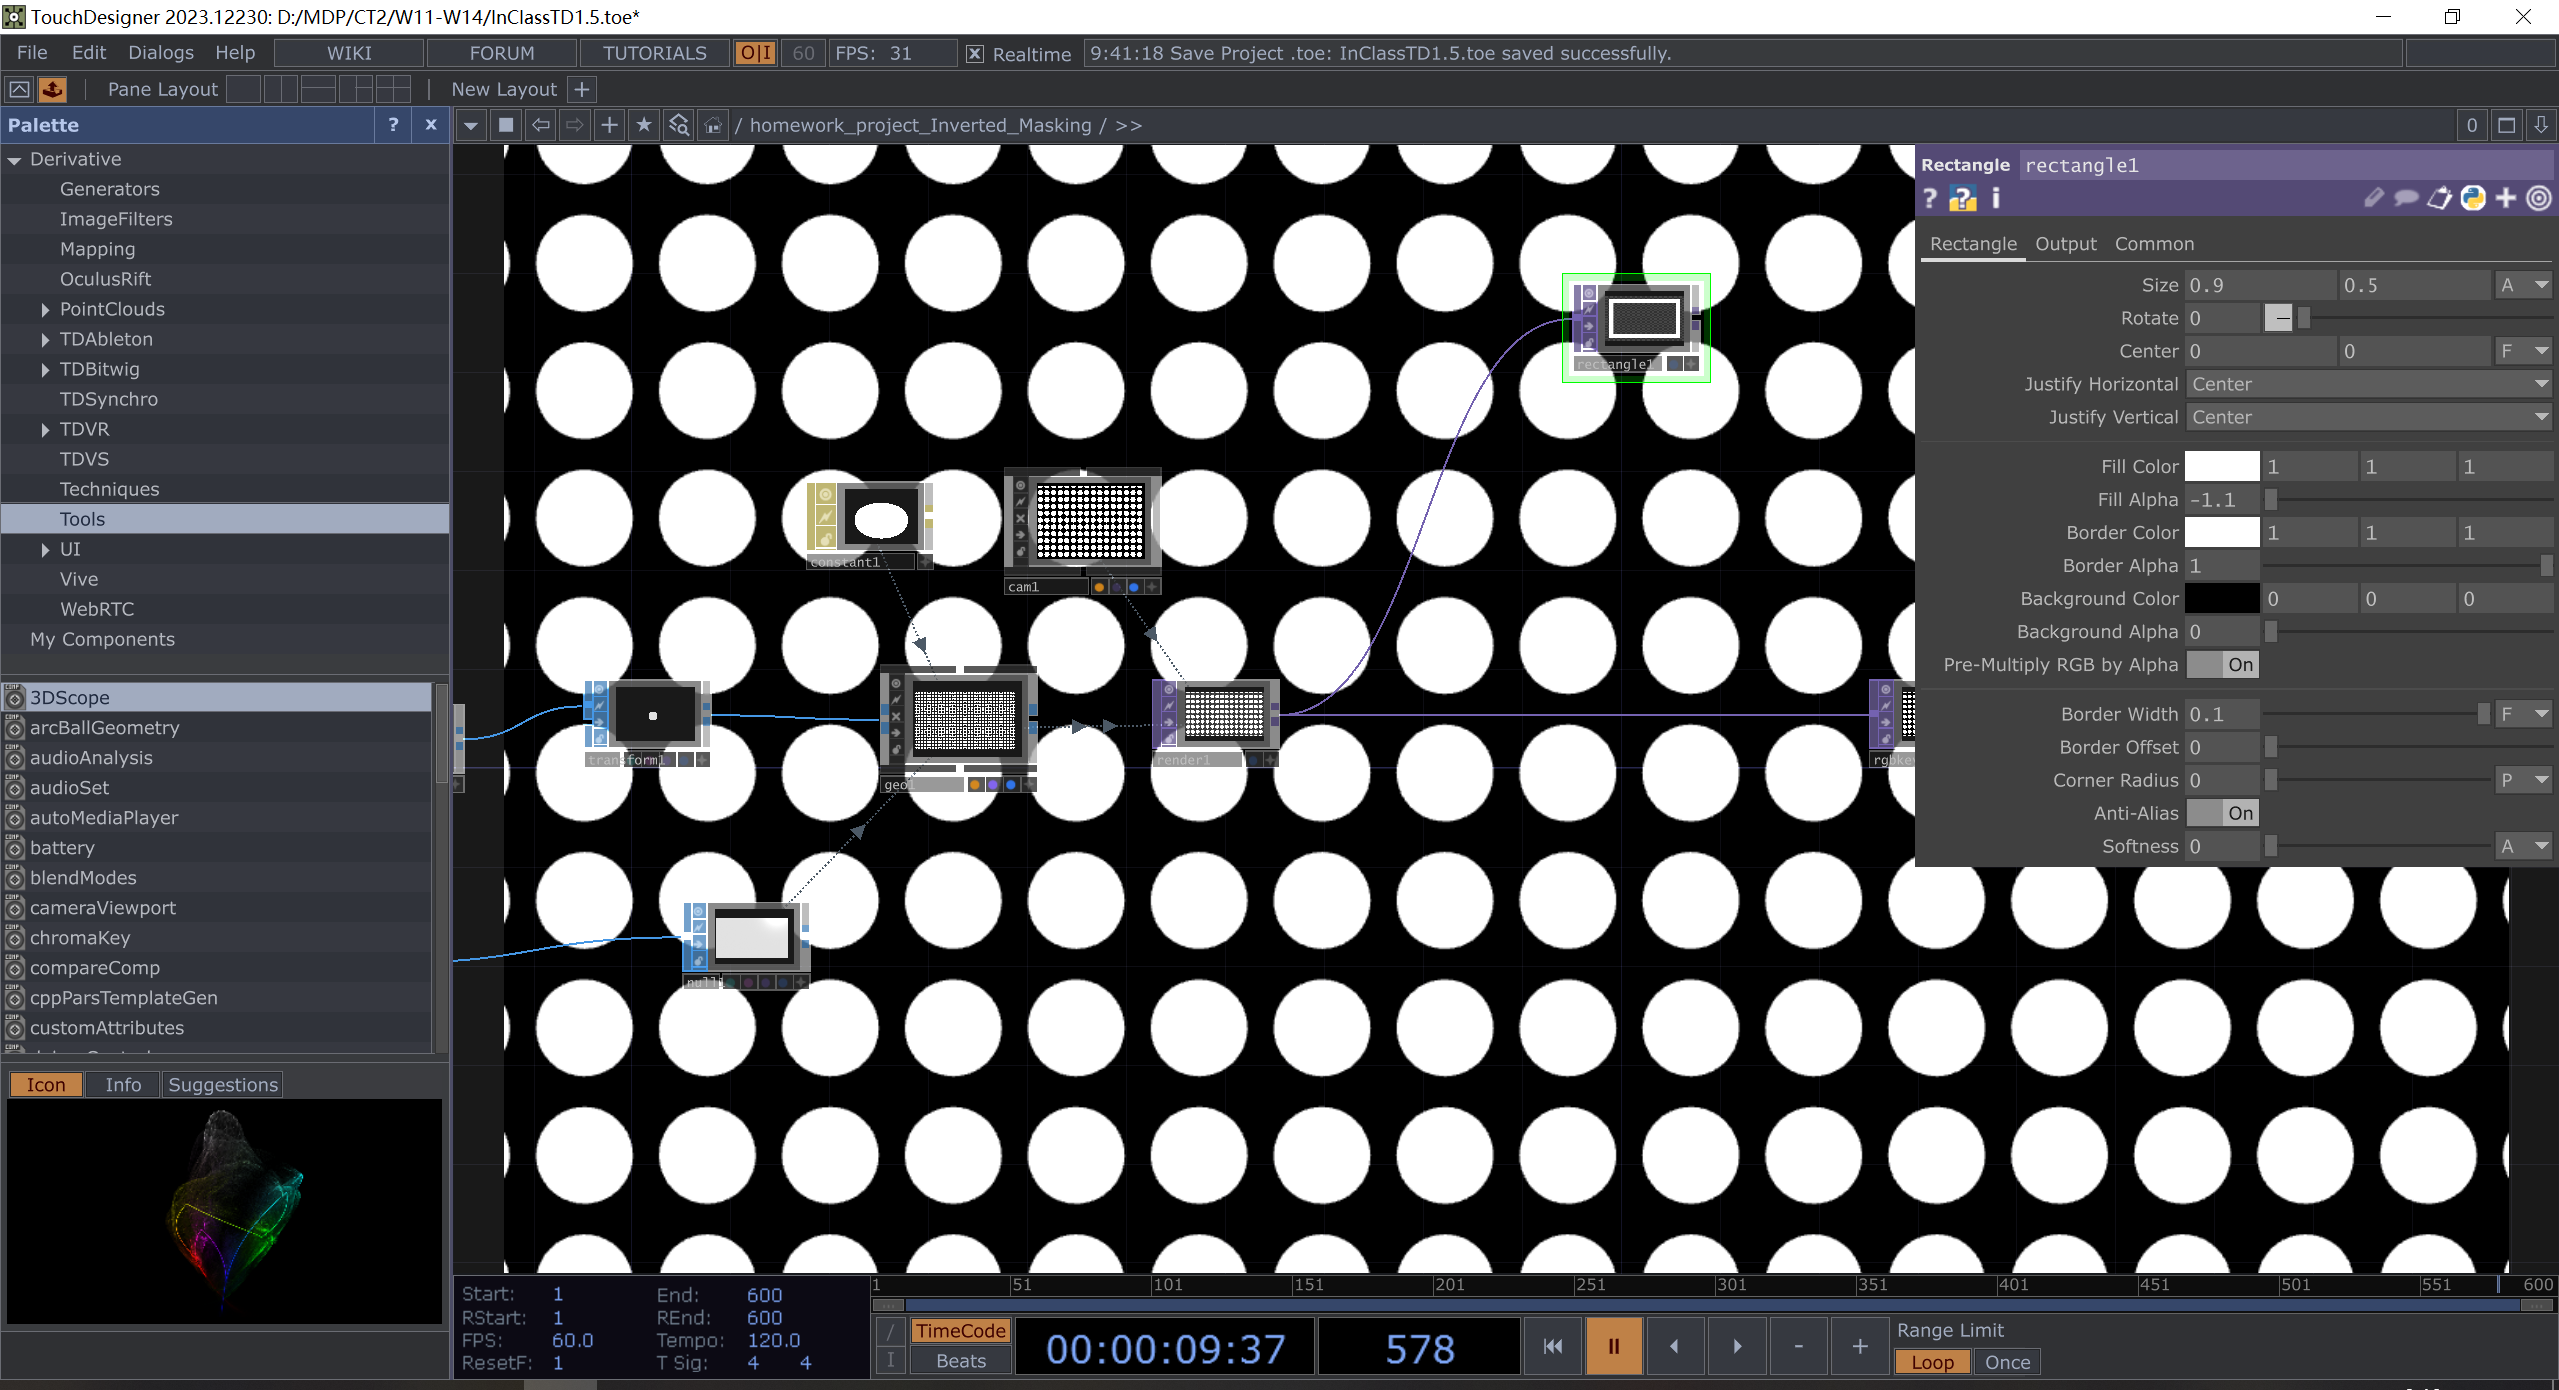 TouchDesigner 2023.12230: D:/MDP/CT2/W11-W14/InClassTD1.5.toe*
File Edit Dialogs Help WIKI FORUM TUTORIALS O|I 60 FPS: 31 Realtime 9:41:18 Save Project .toe: InClassTD1.5.toe saved successfully.
Pane Layout New Layout
Palette ? x
/ homework_project_Inverted_Masking / >> 0
Derivative
Generators
ImageFilters
Mapping
OculusRift
PointClouds
TDAbleton
TDBitwig
TDSynchro
TDVR
TDVS
Techniques
Tools
UI
Vive
WebRTC
My Components
3DScope
arcBallGeometry
audioAnalysis
audioSet
autoMediaPlayer
battery
blendModes
cameraViewport
chromaKey
compareComp
cppParsTemplateGen
customAttributes
Icon Info Suggestions
rectangle1
constant1
cam1
transform1
geo1
render1
null
Rectangle rectangle1
Rectangle Output Common
Size 0.9 0.5 A
Rotate 0
Center 0 0 F
Justify Horizontal Center
Justify Vertical Center
Fill Color 1 1 1
Fill Alpha -1.1
Border Color 1 1 1
Border Alpha 1
Background Color 0 0 0
Background Alpha 0
Pre-Multiply RGB by Alpha On
Border Width 0.1 F
Border Offset 0
Corner Radius 0 P
Anti-Alias On
Softness 0 A
Start: 1 End: 600
RStart: 1 REnd: 600
FPS: 60.0 Tempo: 120.0
ResetF: 1 T Sig: 4 4
1 51 101 151 201 251 301 351 401 451 501 551 600
TimeCode
Beats
00:00:09:37 578
Range Limit
Loop Once